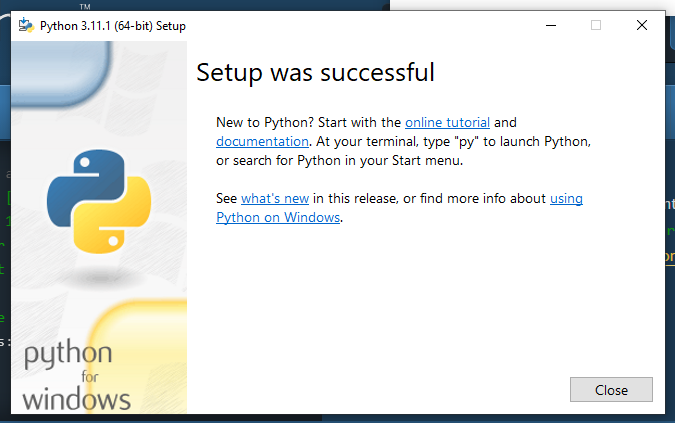 Python 3.11.1 (64-bit) Setup
Setup was successful
New to Python? Start with the online tutorial and
documentation. At your terminal, type "py" to launch Python,
or search for Python in your Start menu.
See what's new in this release, or find more info about using
Python on Windows.
python
for
windows
Close